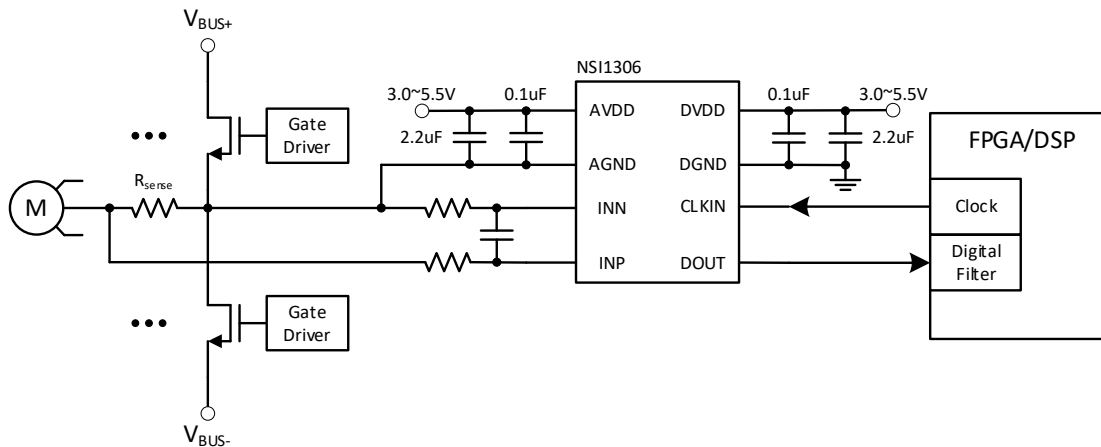 VBUS+
NSI1306
3.0~5.5V
0.1uF
2.2uF
AVDD
AGND
INN
INP
DVDD
DGND
CLKIN
DOUT
0.1uF
3.0~5.5V
2.2uF
FPGA/DSP
Clock
Digital
Filter
Gate
Driver
Rsense
M
Gate
Driver
VBUS-